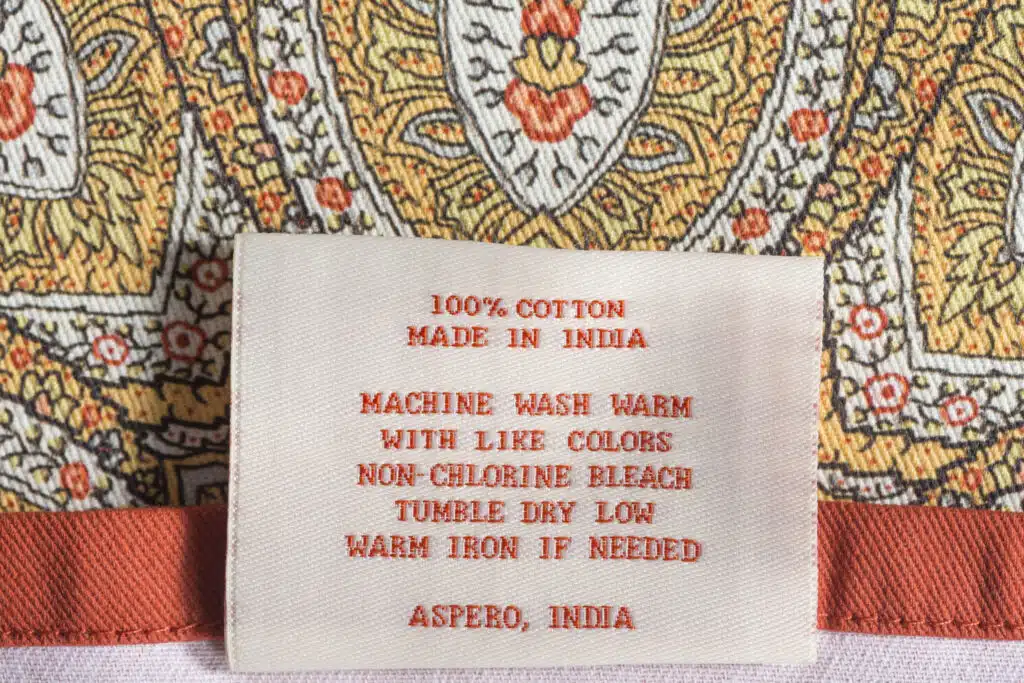 100% COTTON
MADE IN INDIA
MACHINE WASH WARM
WITH LIKE COLORS
NON-CHLORINE BLEACH
TUMBLE DRY LOW
WARM IRON IF NEEDED
ASPERO, INDIA